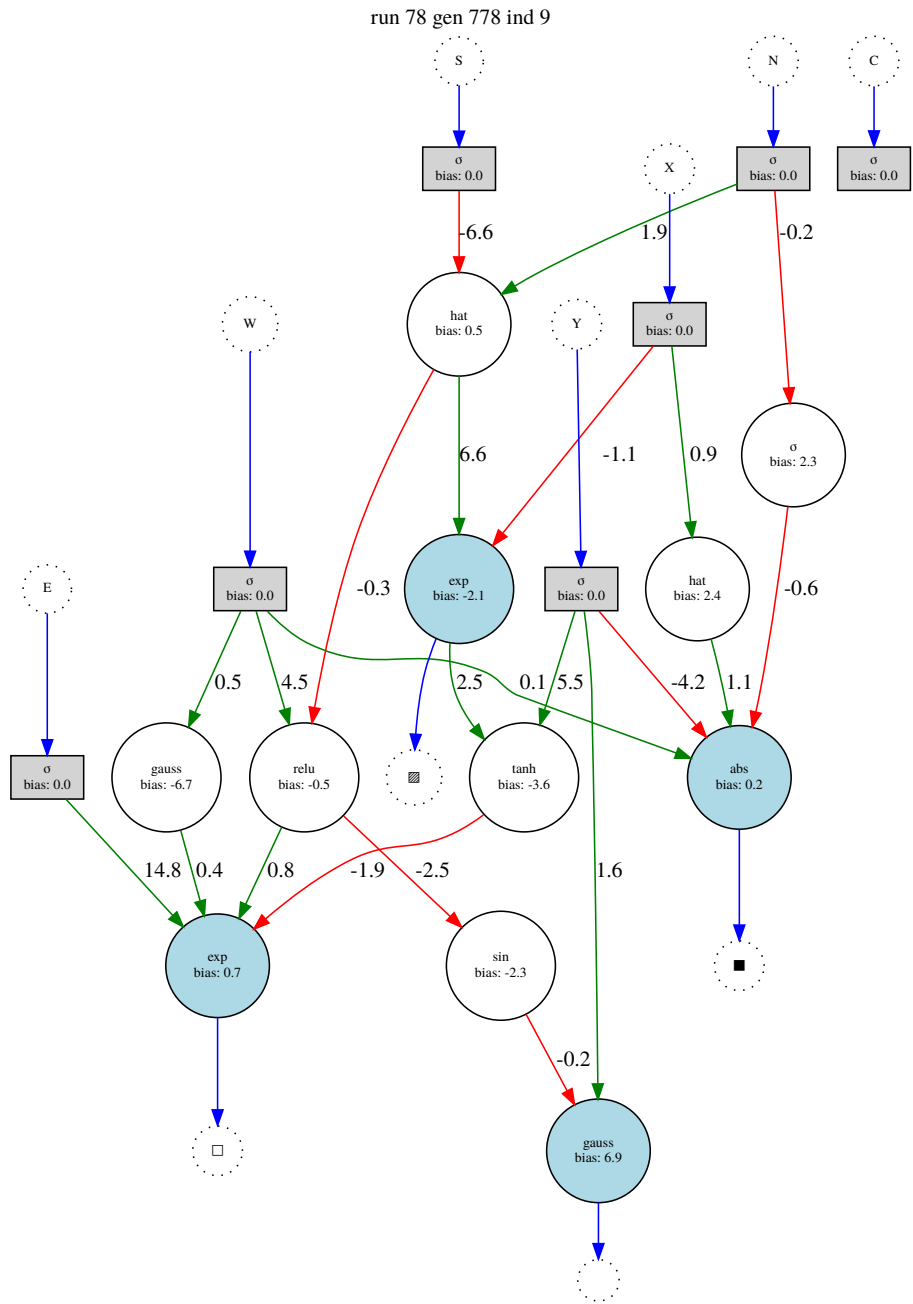 run 78 gen 778 ind 9
S
N
C
σ
bias: 0.0
X
σ
bias: 0.0
σ
bias: 0.0
-6.6
1.9
-0.2
hat
bias: 0.5
W
Y
σ
bias: 0.0
σ
bias: 2.3
6.6
-1.1
0.9
E
σ
bias: 0.0
-0.3
exp
bias: -2.1
σ
bias: 0.0
hat
bias: 2.4
-0.6
0.5
4.5
2.5
0.1
5.5
-4.2
1.1
σ
bias: 0.0
gauss
bias: -6.7
relu
bias: -0.5
▨
tanh
bias: -3.6
abs
bias: 0.2
14.8
0.4
0.8
-1.9
-2.5
1.6
exp
bias: 0.7
sin
bias: -2.3
■
-0.2
□
gauss
bias: 6.9